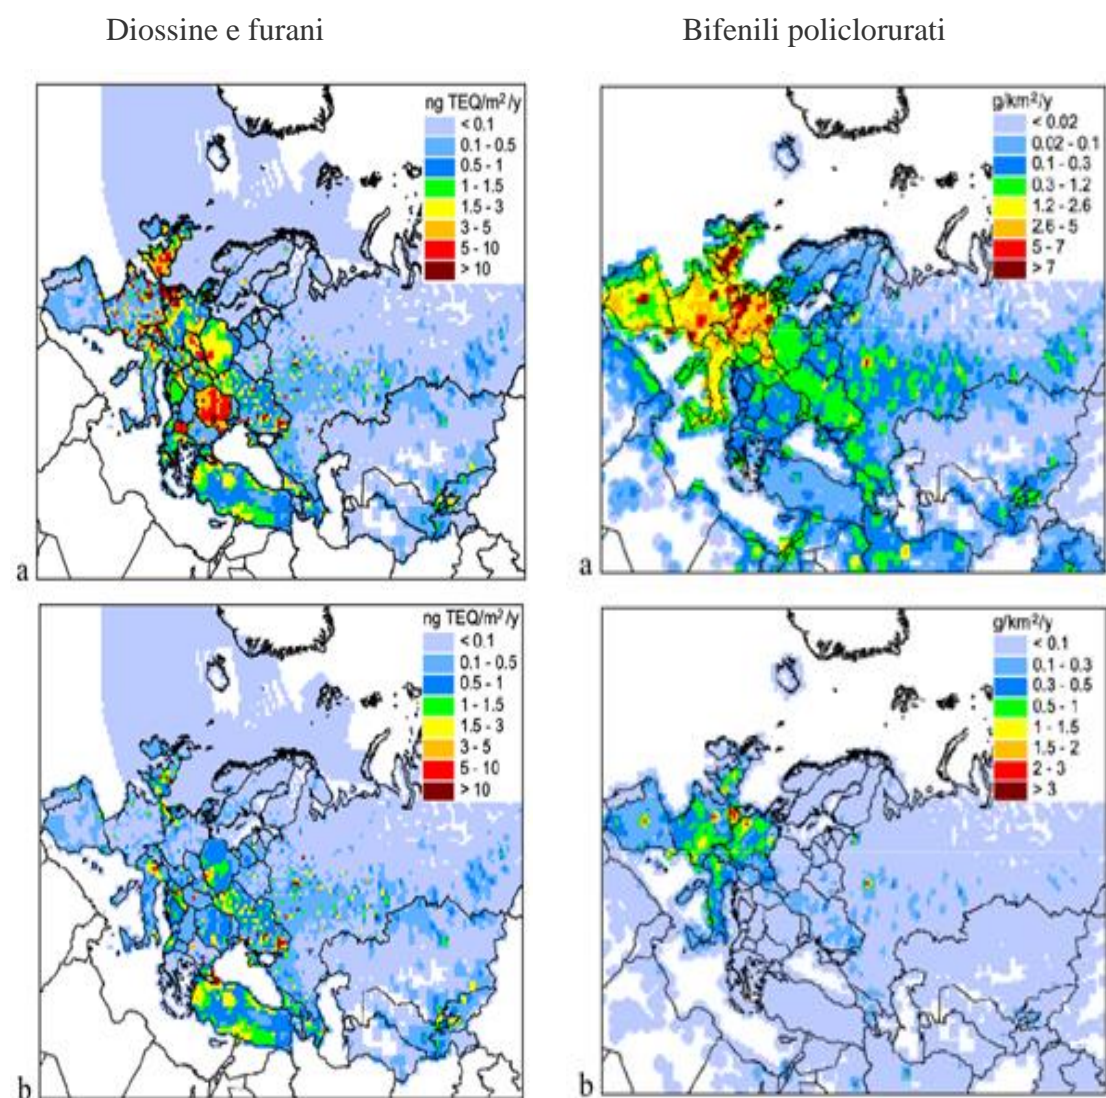 Diossine e furani
Bifenili policlorurati
ng TEQ/m²/y
< 0.1
0.1 - 0.5
0.5 - 1
1 - 1.5
1.5 - 3
3 - 5
5 - 10
> 10
a
g/km²/y
< 0.02
0.02 - 0.1
0.1 - 0.3
0.3 - 1.2
1.2 - 2.6
2.6 - 5
5 - 7
> 7
a
ng TEQ/m²/y
< 0.1
0.1 - 0.5
0.5 - 1
1 - 1.5
1.5 - 3
3 - 5
5 - 10
> 10
b
g/km²/y
< 0.1
0.1 - 0.3
0.3 - 0.5
0.5 - 1
1 - 1.5
1.5 - 2
2 - 3
> 3
b